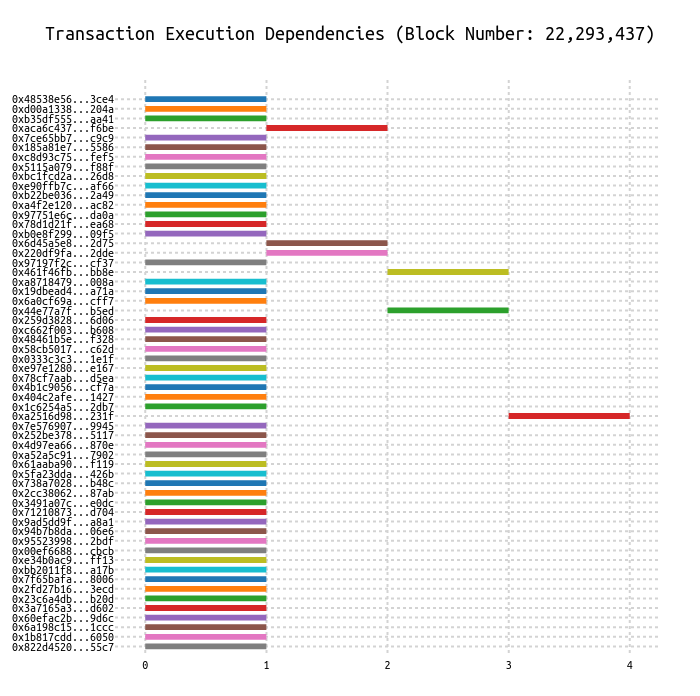 Transaction Execution Dependencies (Block Number: 22,293,437)
0x48538e56...3ce4
0xd00a1338...204a
0xb35df555...aa41
0xaca6c437...f6be
0x7ce65bb7...c9c9
0x185a81e7...5586
0xc8d93c75...fef5
0x5115a079...f88f
0xbc1fcd2a...26d8
0xe90ffb7c...af66
0xb22be036...2a49
0xa4f2e120...ac82
0x97751e6c...da0a
0x78d1d21f...ea68
0xb0e8f299...09f5
0x6d45a5e8...2d75
0x220df9fa...2dde
0x97197f2c...cf37
0x461f46fb...bb8e
0xa8718479...008a
0x19dbead4...a71a
0x6a0cf69a...cff7
0x44e77a7f...b5ed
0x259d3828...6d06
0xc662f003...b608
0x48461b5e...f328
0x58cb5017...c62d
0x0333c3c3...1e1f
0xe97e1280...e167
0x78cf7aab...d5ea
0x4b1c9056...cf7a
0x404c2afe...1427
0x1c6254a5...2db7
0xa2516d98...231f
0x7e576907...9945
0x252be378...5117
0x4d97ea66...870e
0xa52a5c91...7902
0x61aaba90...f119
0x5fa23dda...426b
0x738a7028...b48c
0x2cc38062...87ab
0x3491a07c...e0dc
0x71210873...d704
0x9ad5dd9f...a8a1
0x94b7b8da...06e6
0x95523998...2bdf
0x00ef6688...cbcb
0xe34b0ac9...ff13
0xbb2011f8...a17b
0x7f65bafa...8006
0x2fd27b16...3ecd
0x23c6a4db...b20d
0x3a7165a3...d602
0x60efac2b...9d6c
0x6a198c15...1ccc
0x1b817cdd...6050
0x822d4520...55c7
0 1 2 3 4